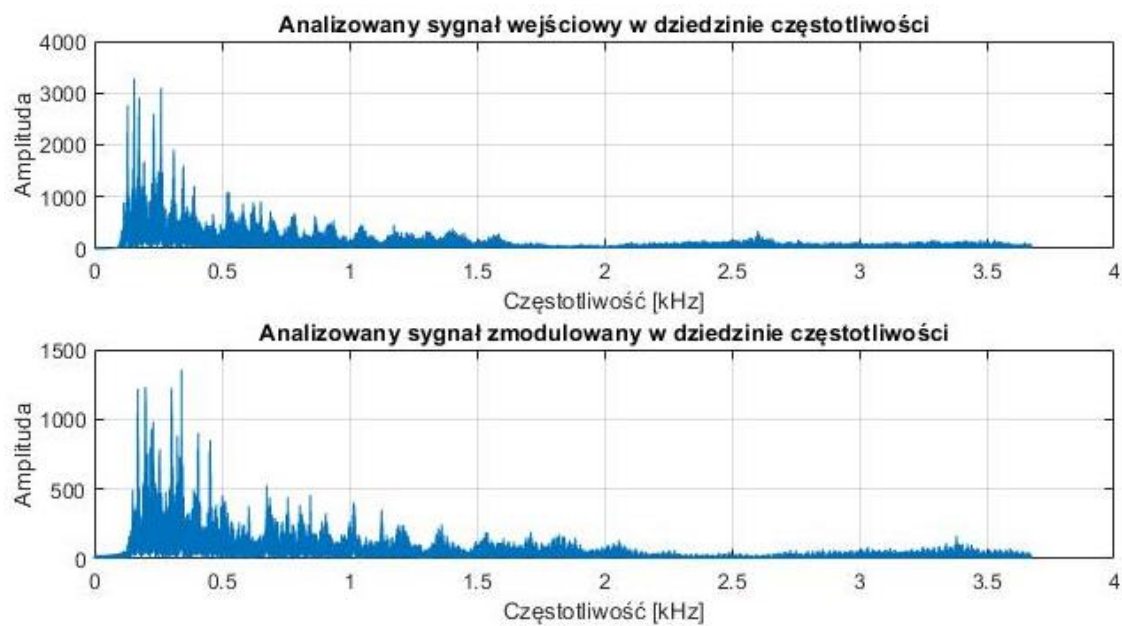 Analizowany sygnał wejściowy w dziedzinie częstotliwości
4000
3000
2000
1000
0
Amplituda
0 0.5 1 1.5 2 2.5 3 3.5 4
Częstotliwość [kHz]
Analizowany sygnał zmodulowany w dziedzinie częstotliwości
1500
1000
500
0
Amplituda
0 0.5 1 1.5 2 2.5 3 3.5 4
Częstotliwość [kHz]